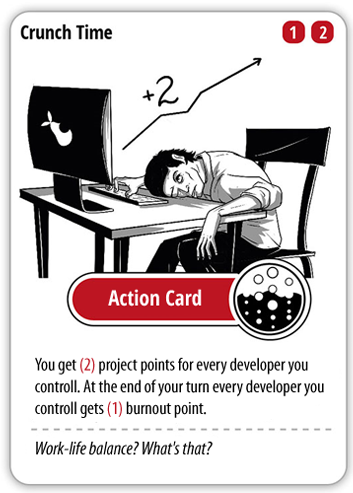 Crunch Time
1 2
+2
Action Card
You get (2) project points for every developer you
controll. At the end of your turn every developer you
controll gets (1) burnout point.
Work-life balance? What's that?